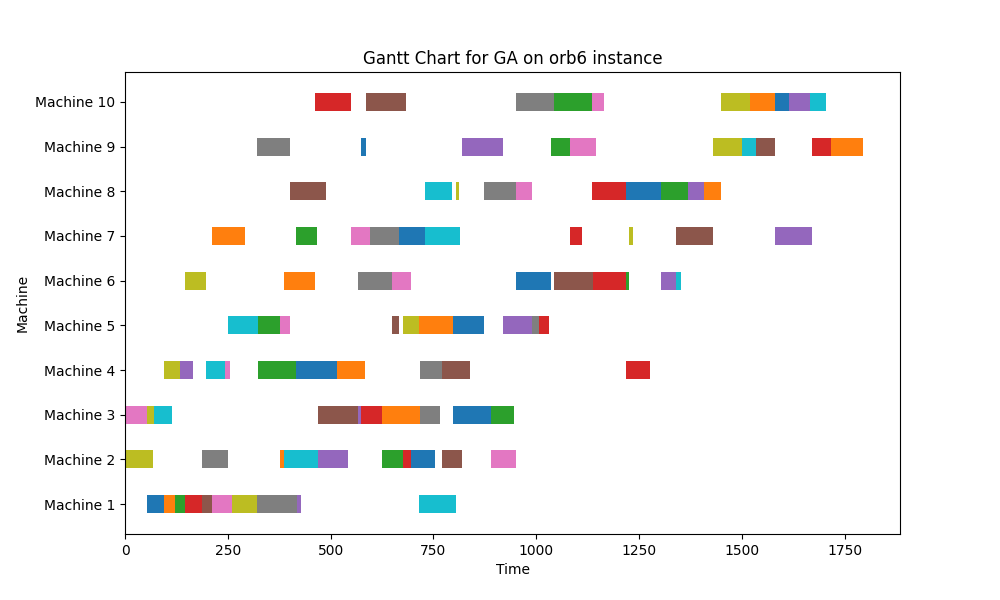 Gantt Chart for GA on orb6 instance
Machine 10
Machine 9
Machine 8
Machine 7
Machine 6
Machine 5
Machine 4
Machine 3
Machine 2
Machine 1
Machine
0 250 500 750 1000 1250 1500 1750
Time